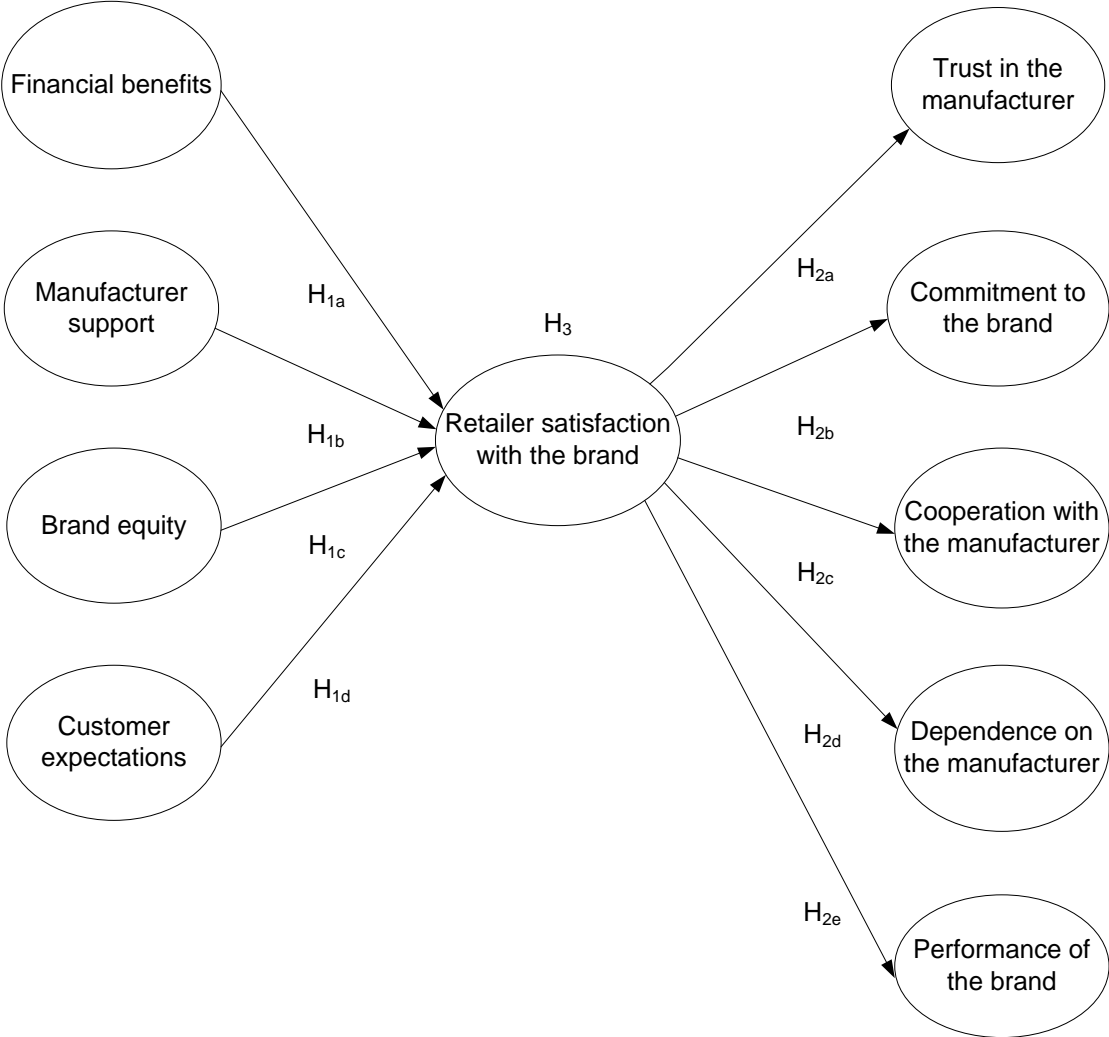 Financial benefits
Manufacturer
support
Brand equity
Customer
expectations
H1a
H1b
H1c
H1d
H3
Retailer satisfaction
with the brand
H2a
H2b
H2c
H2d
H2e
Trust in the
manufacturer
Commitment to
the brand
Cooperation with
the manufacturer
Dependence on
the manufacturer
Performance of
the brand